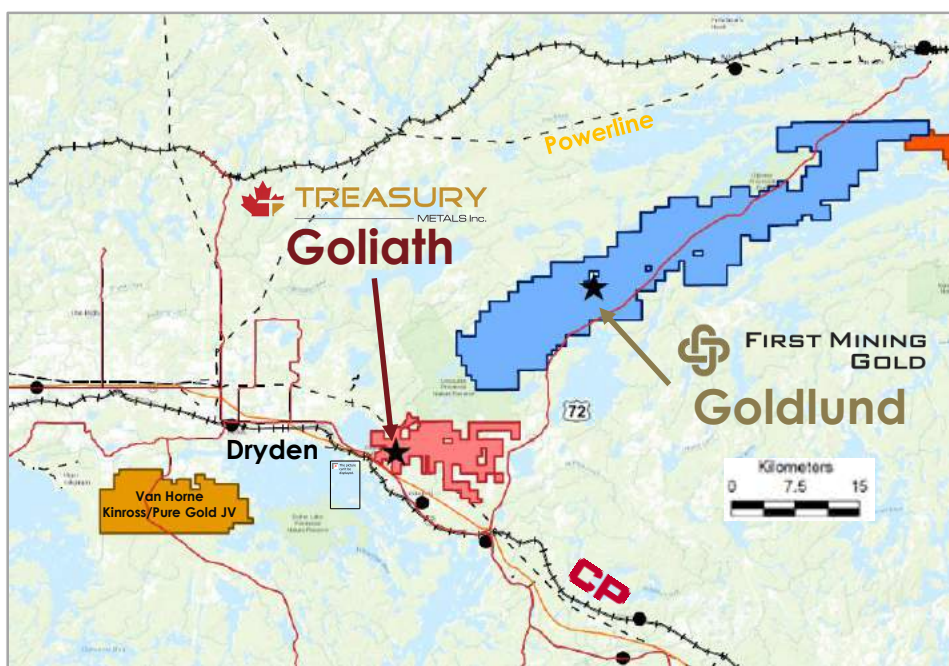 Powerline
TREASURY
METALS Inc.
Goliath
FIRST MINING
GOLD
Goldlund
72
Dryden
Kilometers
0 7.5 15
Van Horne
Kinross/Pure Gold JV
CP